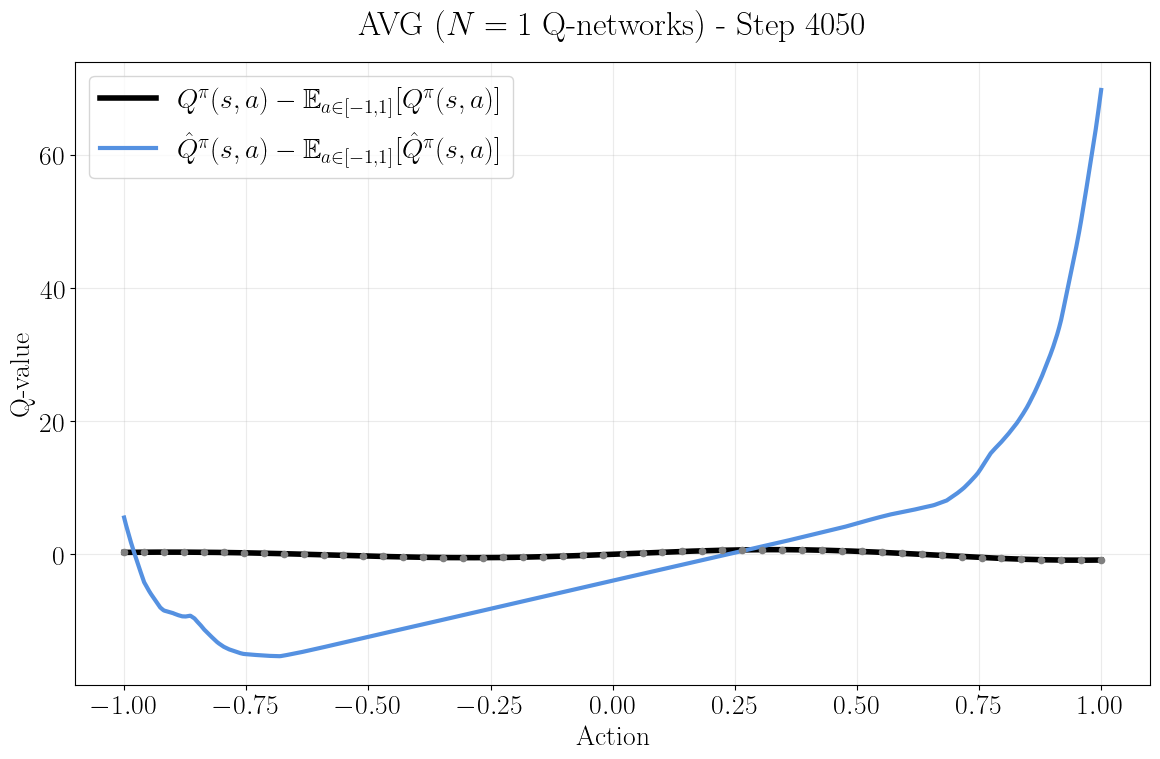 AVG (N = 1 Q-networks) - Step 4050
Q^π(s, a) − 𝔼_{a∈[−1,1]}[Q^π(s, a)]
Q̂^π(s, a) − 𝔼_{a∈[−1,1]}[Q̂^π(s, a)]
Q-value
60
40
20
0
−1.00 −0.75 −0.50 −0.25 0.00 0.25 0.50 0.75 1.00
Action